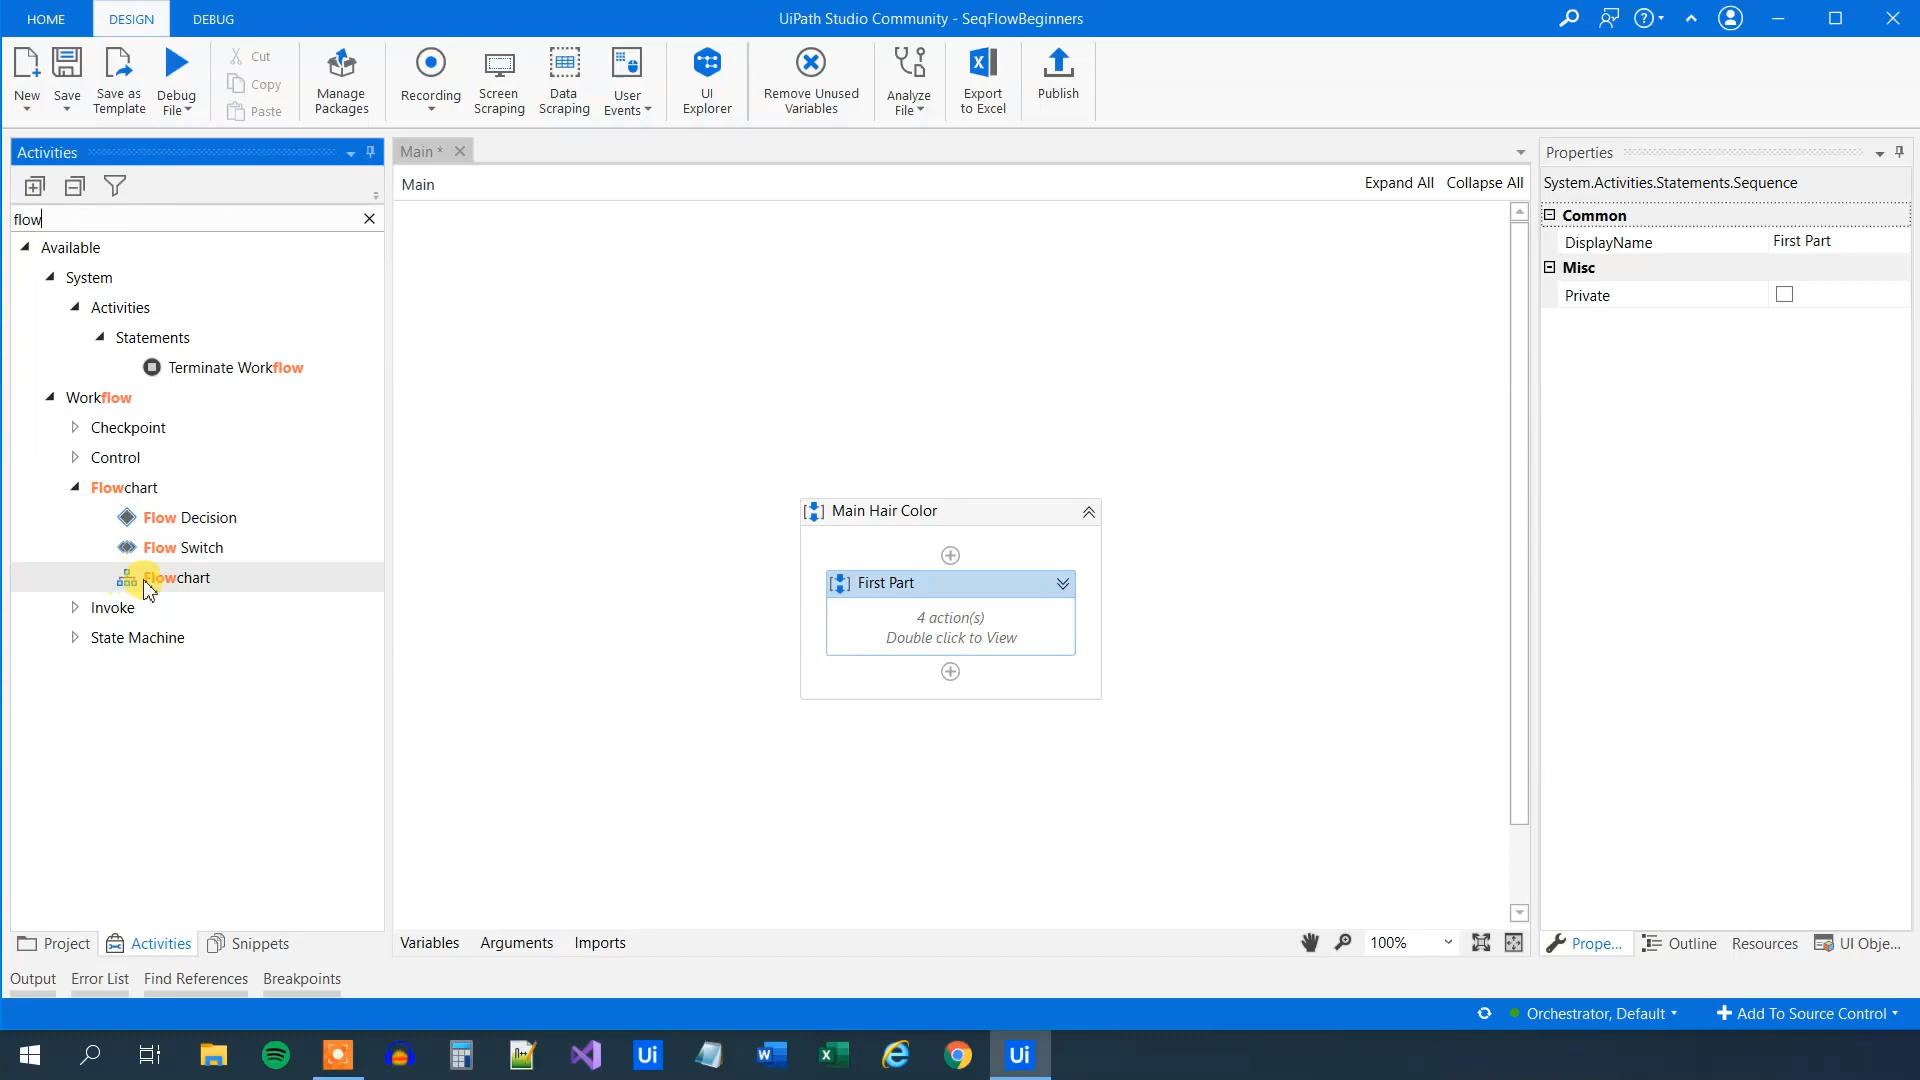 HOME DESIGN DEBUG
UiPath Studio Community - SeqFlowBeginners
New
Save
Save as Template
Debug File
Cut
Copy
Paste
Manage Packages
Recording
Screen Scraping
Data Scraping
User Events
UI Explorer
Remove Unused Variables
Analyze File
Export to Excel
Publish
Activities
flow
Available
System
Activities
Statements
Terminate Workflow
Workflow
Checkpoint
Control
Flowchart
Flow Decision
Flow Switch
Flowchart
Invoke
State Machine
Project Activities Snippets
Main *
Main
Expand All Collapse All
Main Hair Color
First Part
4 action(s)
Double click to View
Variables Arguments Imports
100%
Properties
System.Activities.Statements.Sequence
Common
DisplayName First Part
Misc
Private
Prope... Outline Resources UI Obje...
Output Error List Find References Breakpoints
Orchestrator, Default
Add To Source Control
Ui
Ui